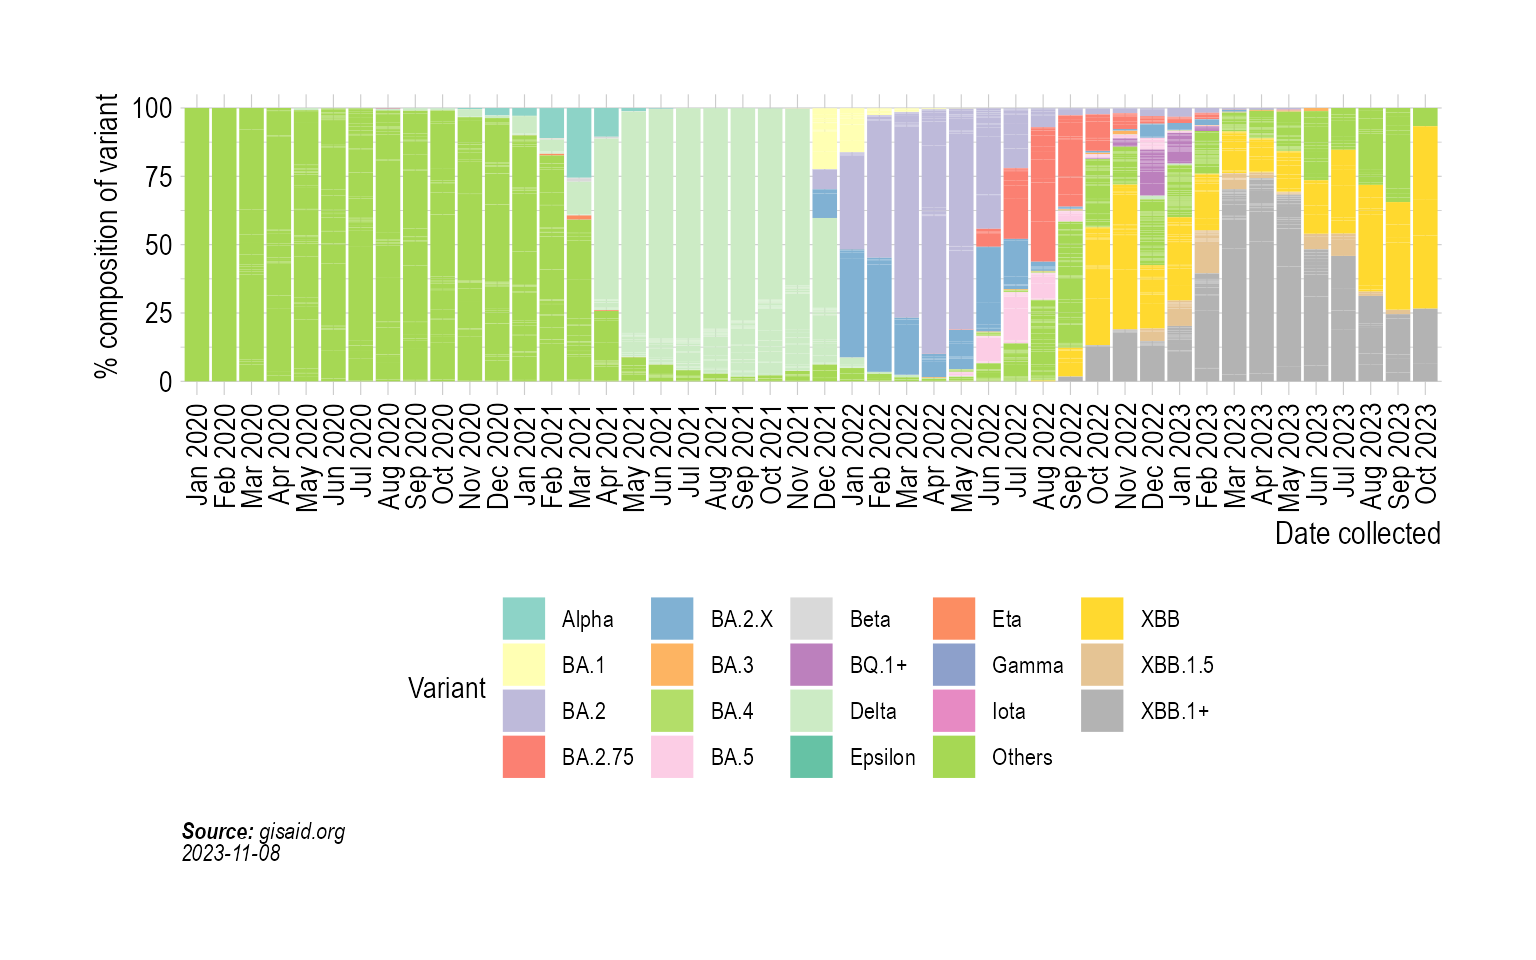 % composition of variant
100
75
50
25
0
Jan 2020
Feb 2020
Mar 2020
Apr 2020
May 2020
Jun 2020
Jul 2020
Aug 2020
Sep 2020
Oct 2020
Nov 2020
Dec 2020
Jan 2021
Feb 2021
Mar 2021
Apr 2021
May 2021
Jun 2021
Jul 2021
Aug 2021
Sep 2021
Oct 2021
Nov 2021
Dec 2021
Jan 2022
Feb 2022
Mar 2022
Apr 2022
May 2022
Jun 2022
Jul 2022
Aug 2022
Sep 2022
Oct 2022
Nov 2022
Dec 2022
Jan 2023
Feb 2023
Mar 2023
Apr 2023
May 2023
Jun 2023
Jul 2023
Aug 2023
Sep 2023
Oct 2023
Date collected
Variant
Alpha
BA.1
BA.2
BA.2.75
BA.2.X
BA.3
BA.4
BA.5
Beta
BQ.1+
Delta
Epsilon
Eta
Gamma
Iota
Others
XBB
XBB.1.5
XBB.1+
Source: gisaid.org
2023-11-08